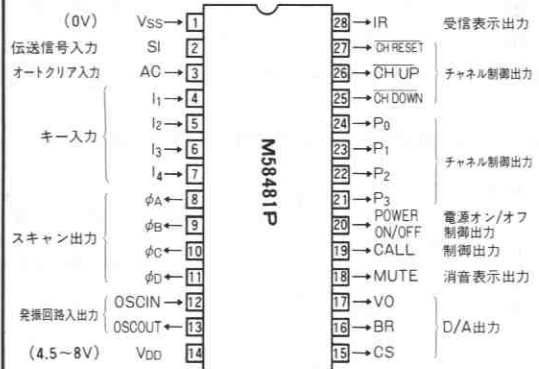 (0V) VSS→ 1 28 →IR 受信表示出力
伝送信号入力 SI 2 27 →CH RESET
オートクリア入力 AC→ 3 26 →CH UP チャネル制御出力
I1→ 4 25 →CH DOWN
I2→ 5 24 →P0
キー入力
I3→ 6 23 →P1
I4→ 7 22 →P2 チャネル制御出力
φA← 8 21 →P3
スキャン出力 φB← 9 20 →POWER ON/OFF 電源オン/オフ制御出力
φC← 10 19 →CALL 制御出力
φD← 11 18 →MUTE 消音表示出力
発振回路入出力 OSCIN→ 12 17 →VO
OSCOUT← 13 16 →BR D/A出力
(4.5~8V) VDD 14 15 →CS
M58481P